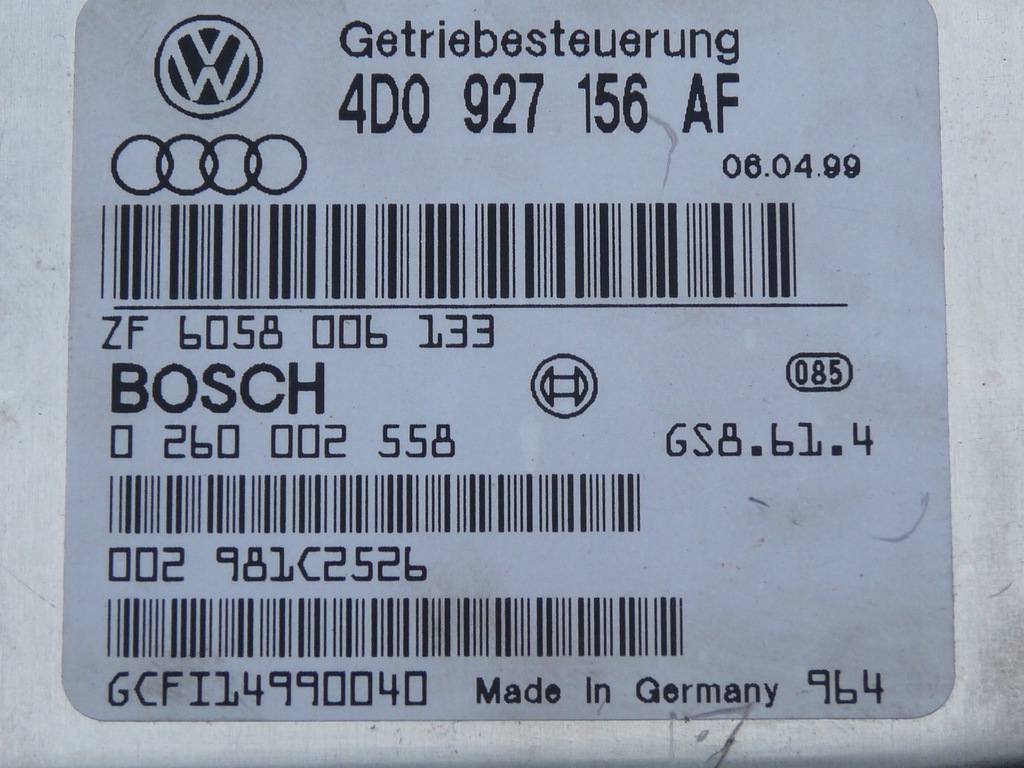 Getriebesteuerung
4D0 927 156 AF
06.04.99
ZF 6058 006 133
BOSCH
085
0 260 002 558 GS8.61.4
002 981C2526
GCFI14990040 Made In Germany 964